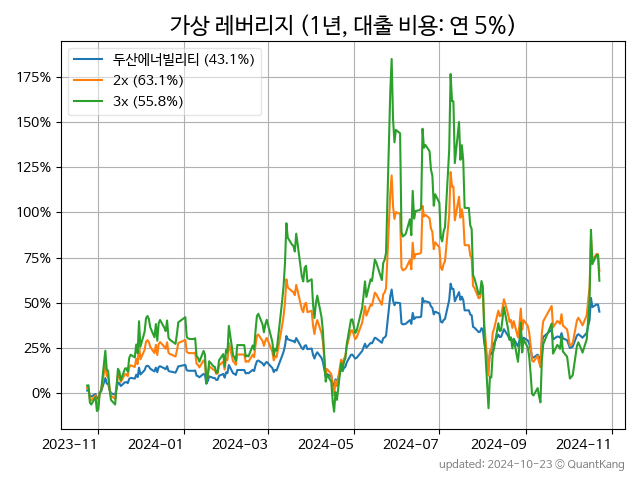 가상 레버리지 (1년, 대출 비용: 연 5%)
두산에너빌리티 (43.1%)
2x (63.1%)
3x (55.8%)
175%
150%
125%
100%
75%
50%
25%
0%
2023-11 2024-01 2024-03 2024-05 2024-07 2024-09 2024-11
updated: 2024-10-23 © QuantKang